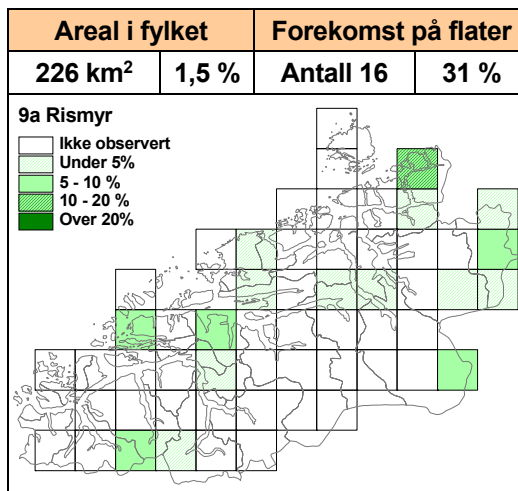 Areal i fylket Forekomst på flater
226 km² 1,5 % Antall 16 31 %
9a Rismyr
Ikke observert
Under 5%
5 - 10 %
10 - 20 %
Over 20%